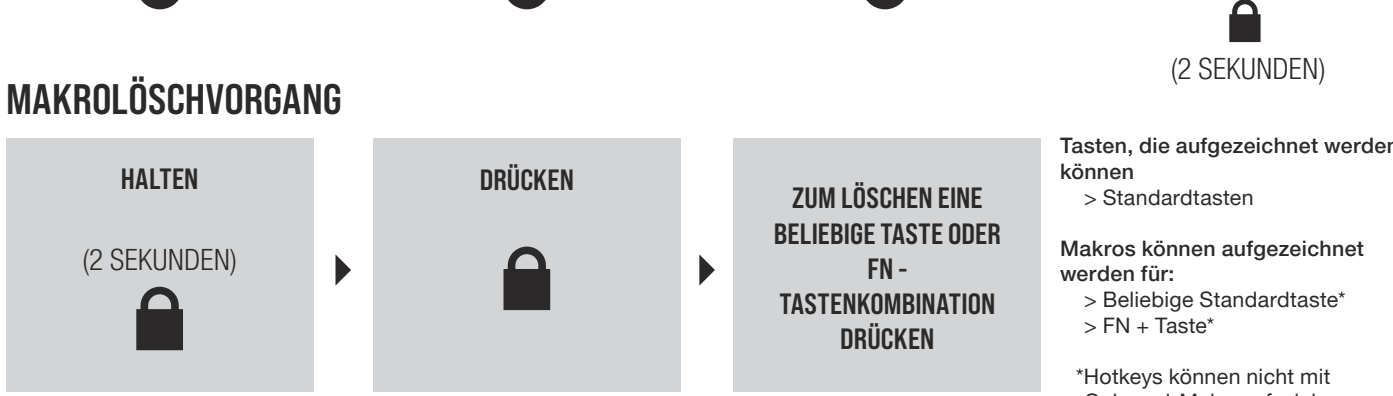 (2 SEKUNDEN)
MAKROLÖSCHVORGANG
HALTEN
(2 SEKUNDEN)
DRÜCKEN
ZUM LÖSCHEN EINE
BELIEBIGE TASTE ODER
FN -
TASTENKOMBINATION
DRÜCKEN
Tasten, die aufgezeichnet werden
können
> Standardtasten
Makros können aufgezeichnet
werden für:
> Beliebige Standardtaste*
> FN + Taste*
*Hotkeys können nicht mit